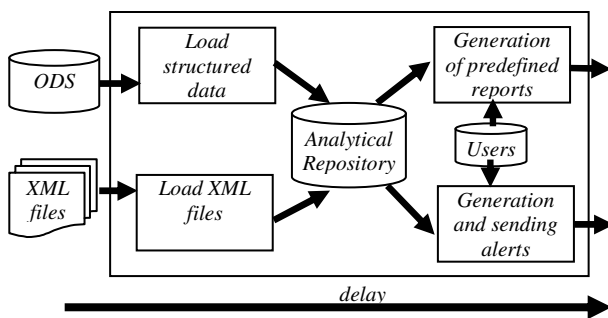 ODS
Load
structured
data
Generation
of predefined
reports
Analytical
Repository
Users
XML
files
Load XML
files
Generation
and sending
alerts
delay